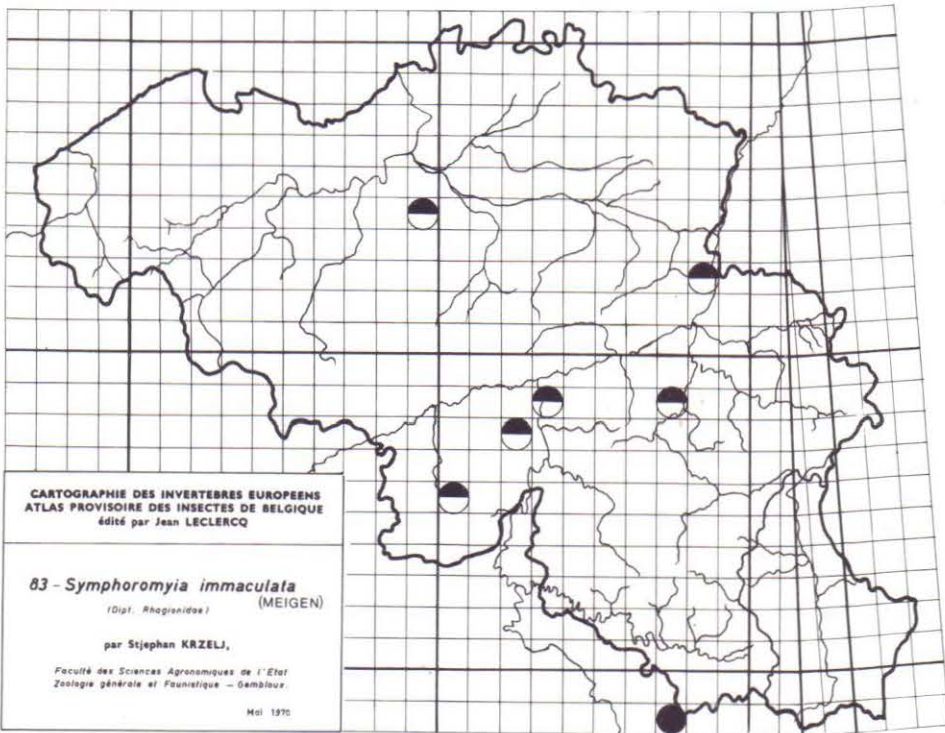 CARTOGRAPHIE DES INVERTEBRES EUROPEENS
ATLAS PROVISOIRE DES INSECTES DE BELGIQUE
édité par Jean LECLERCQ
83 - Symphoromyia immaculata
(MEIGEN)
(Dipt. Rhagionidae)
par Stjephan KRZELJ,
Faculté des Sciences Agronomiques de l'Etat
Zoologie générale et Faunistique — Gembloux.
Mai 1970